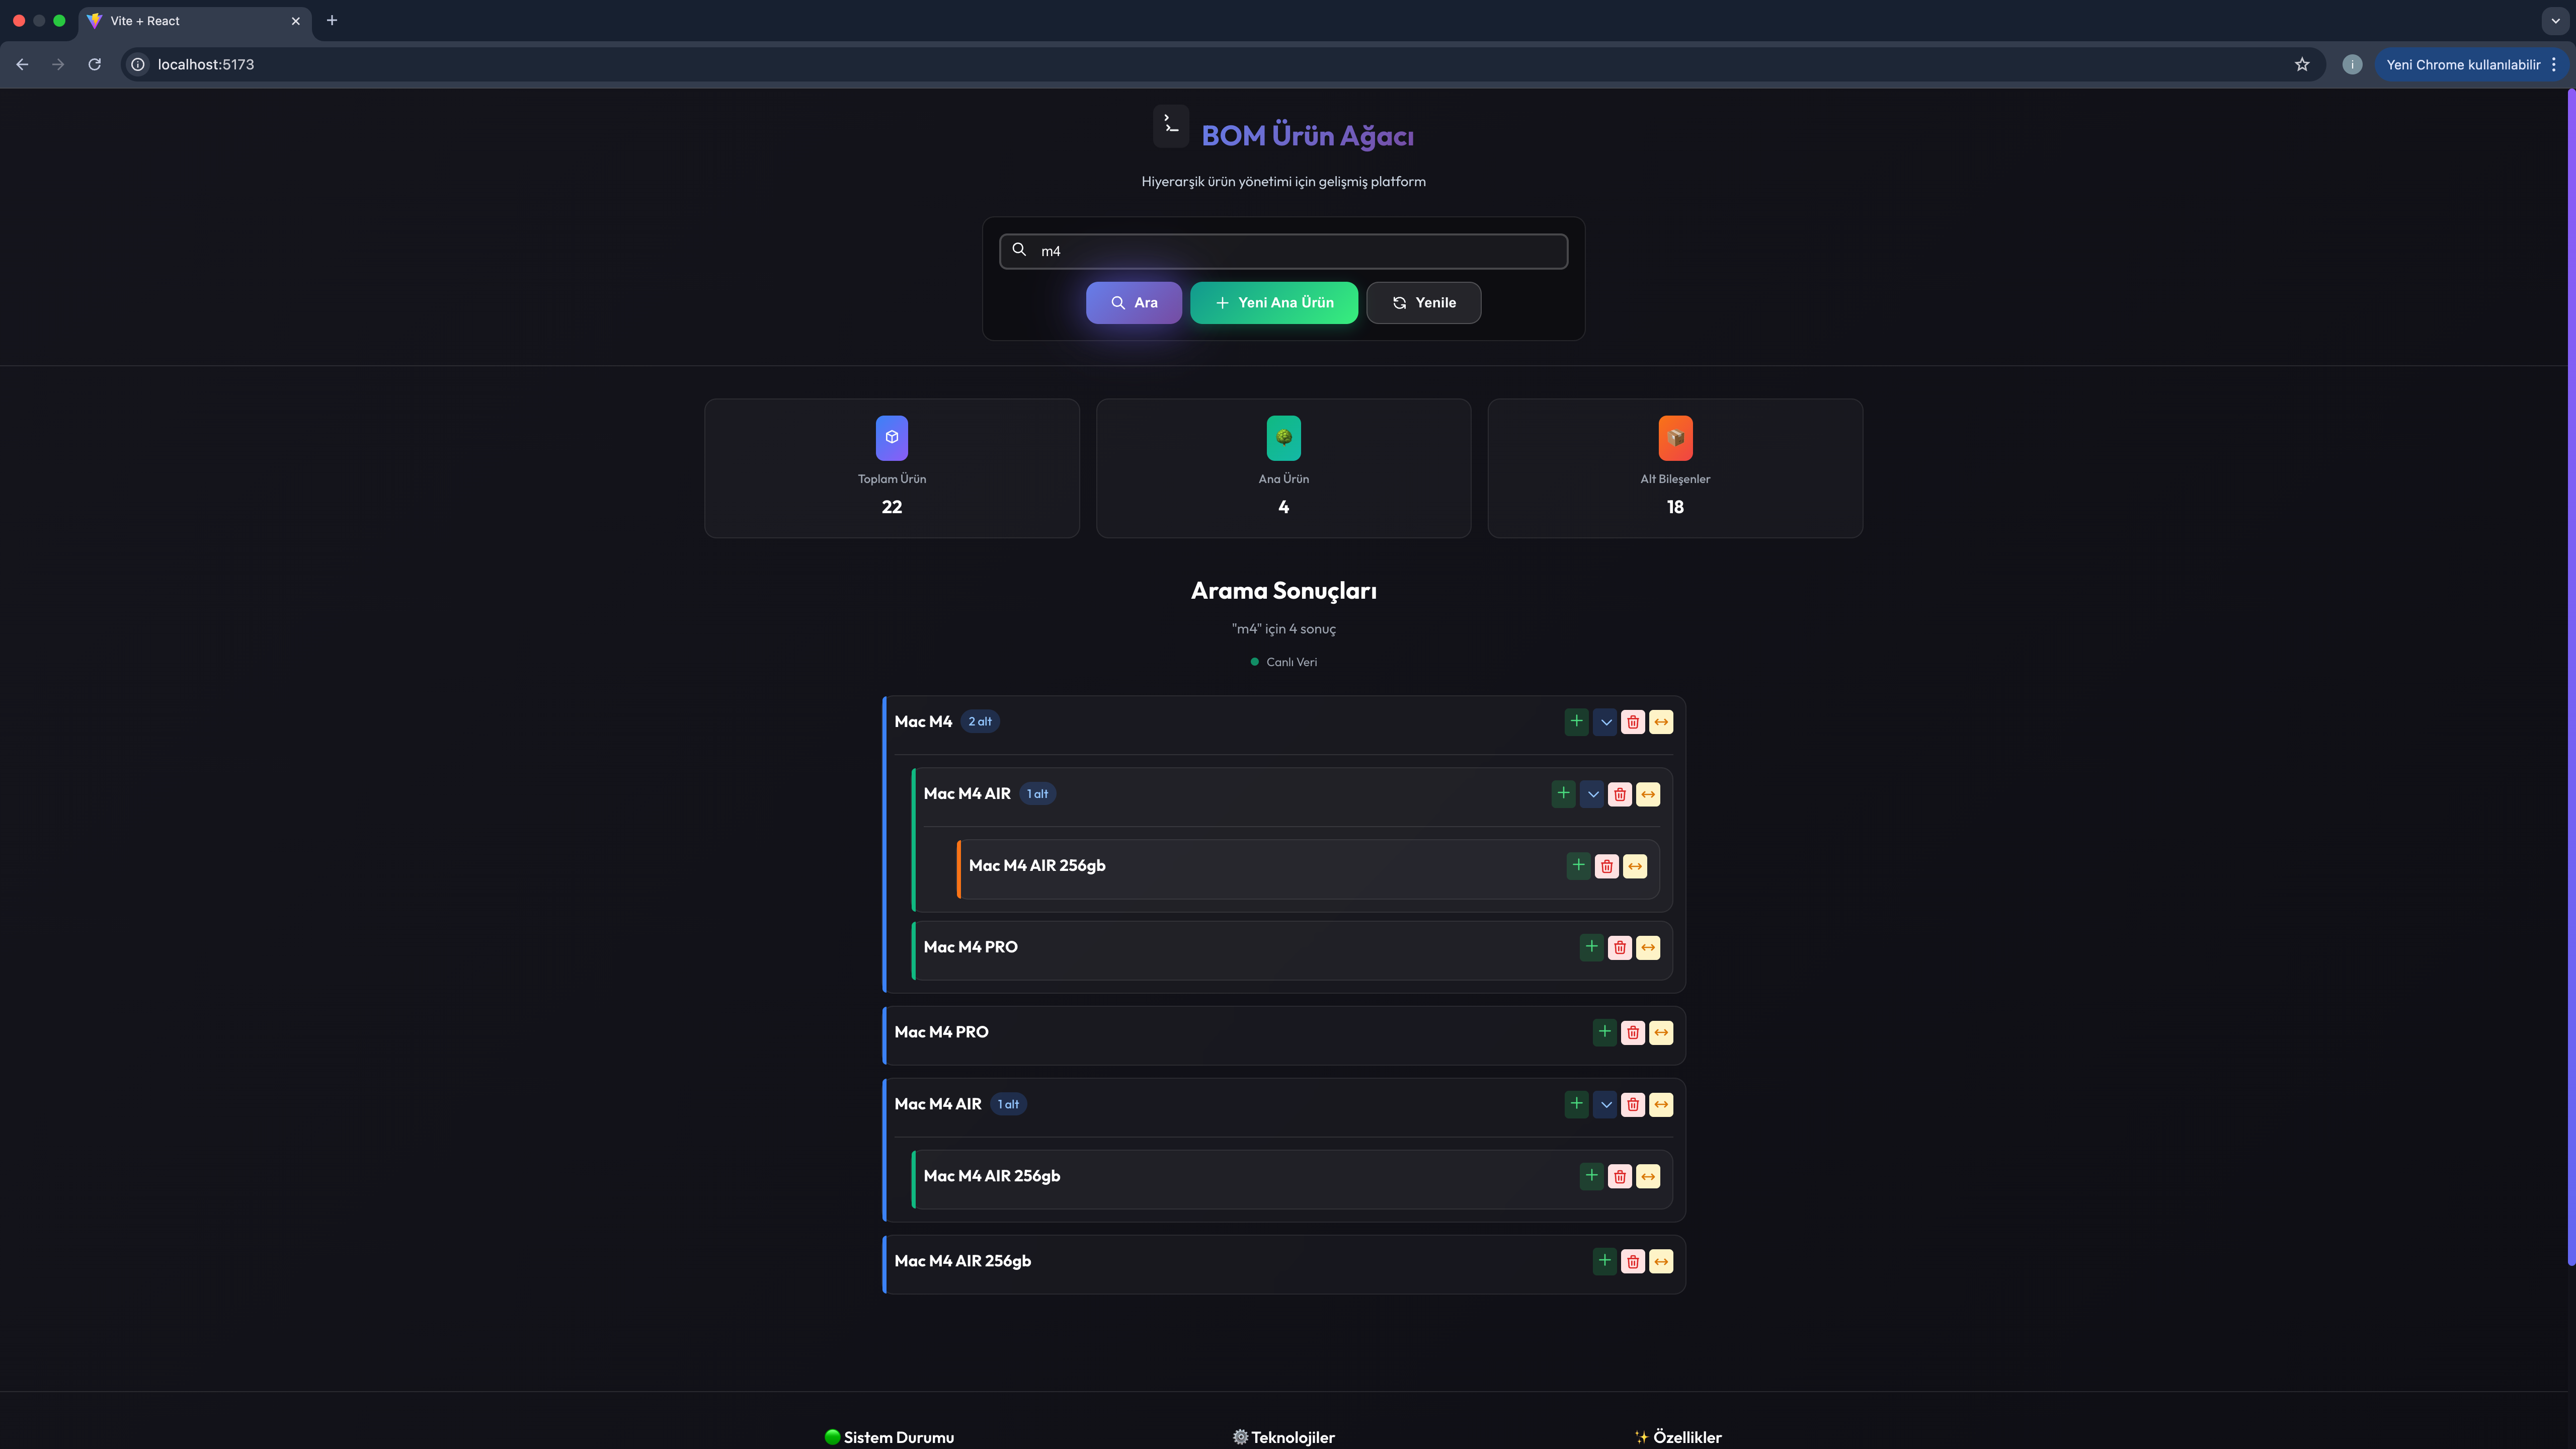 Vite + React
localhost:5173
Yeni Chrome kullanılabilir
BOM Ürün Ağacı
Hiyerarşik ürün yönetimi için gelişmiş platform
m4
Ara
Yeni Ana Ürün
Yenile
Toplam Ürün
22
Ana Ürün
4
Alt Bileşenler
18
Arama Sonuçları
"m4" için 4 sonuç
Canlı Veri
Mac M4 2 alt
Mac M4 AIR 1 alt
Mac M4 AIR 256gb
Mac M4 PRO
Mac M4 PRO
Mac M4 AIR 1 alt
Mac M4 AIR 256gb
Mac M4 AIR 256gb
Sistem Durumu
Teknolojiler
Özellikler